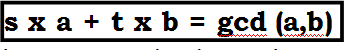 s x a + t x b = gcd (a,b)